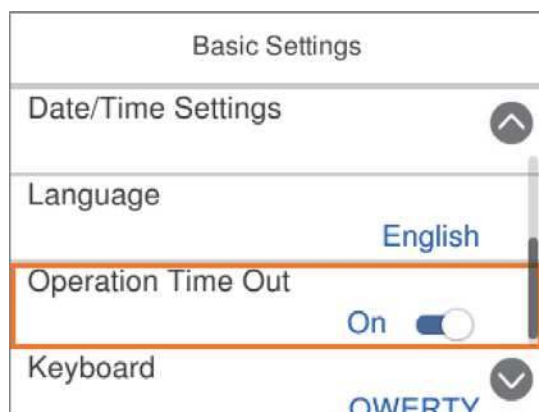 Basic Settings
Date/Time Settings
Language
English
Operation Time Out
On
Keyboard
QWERTY